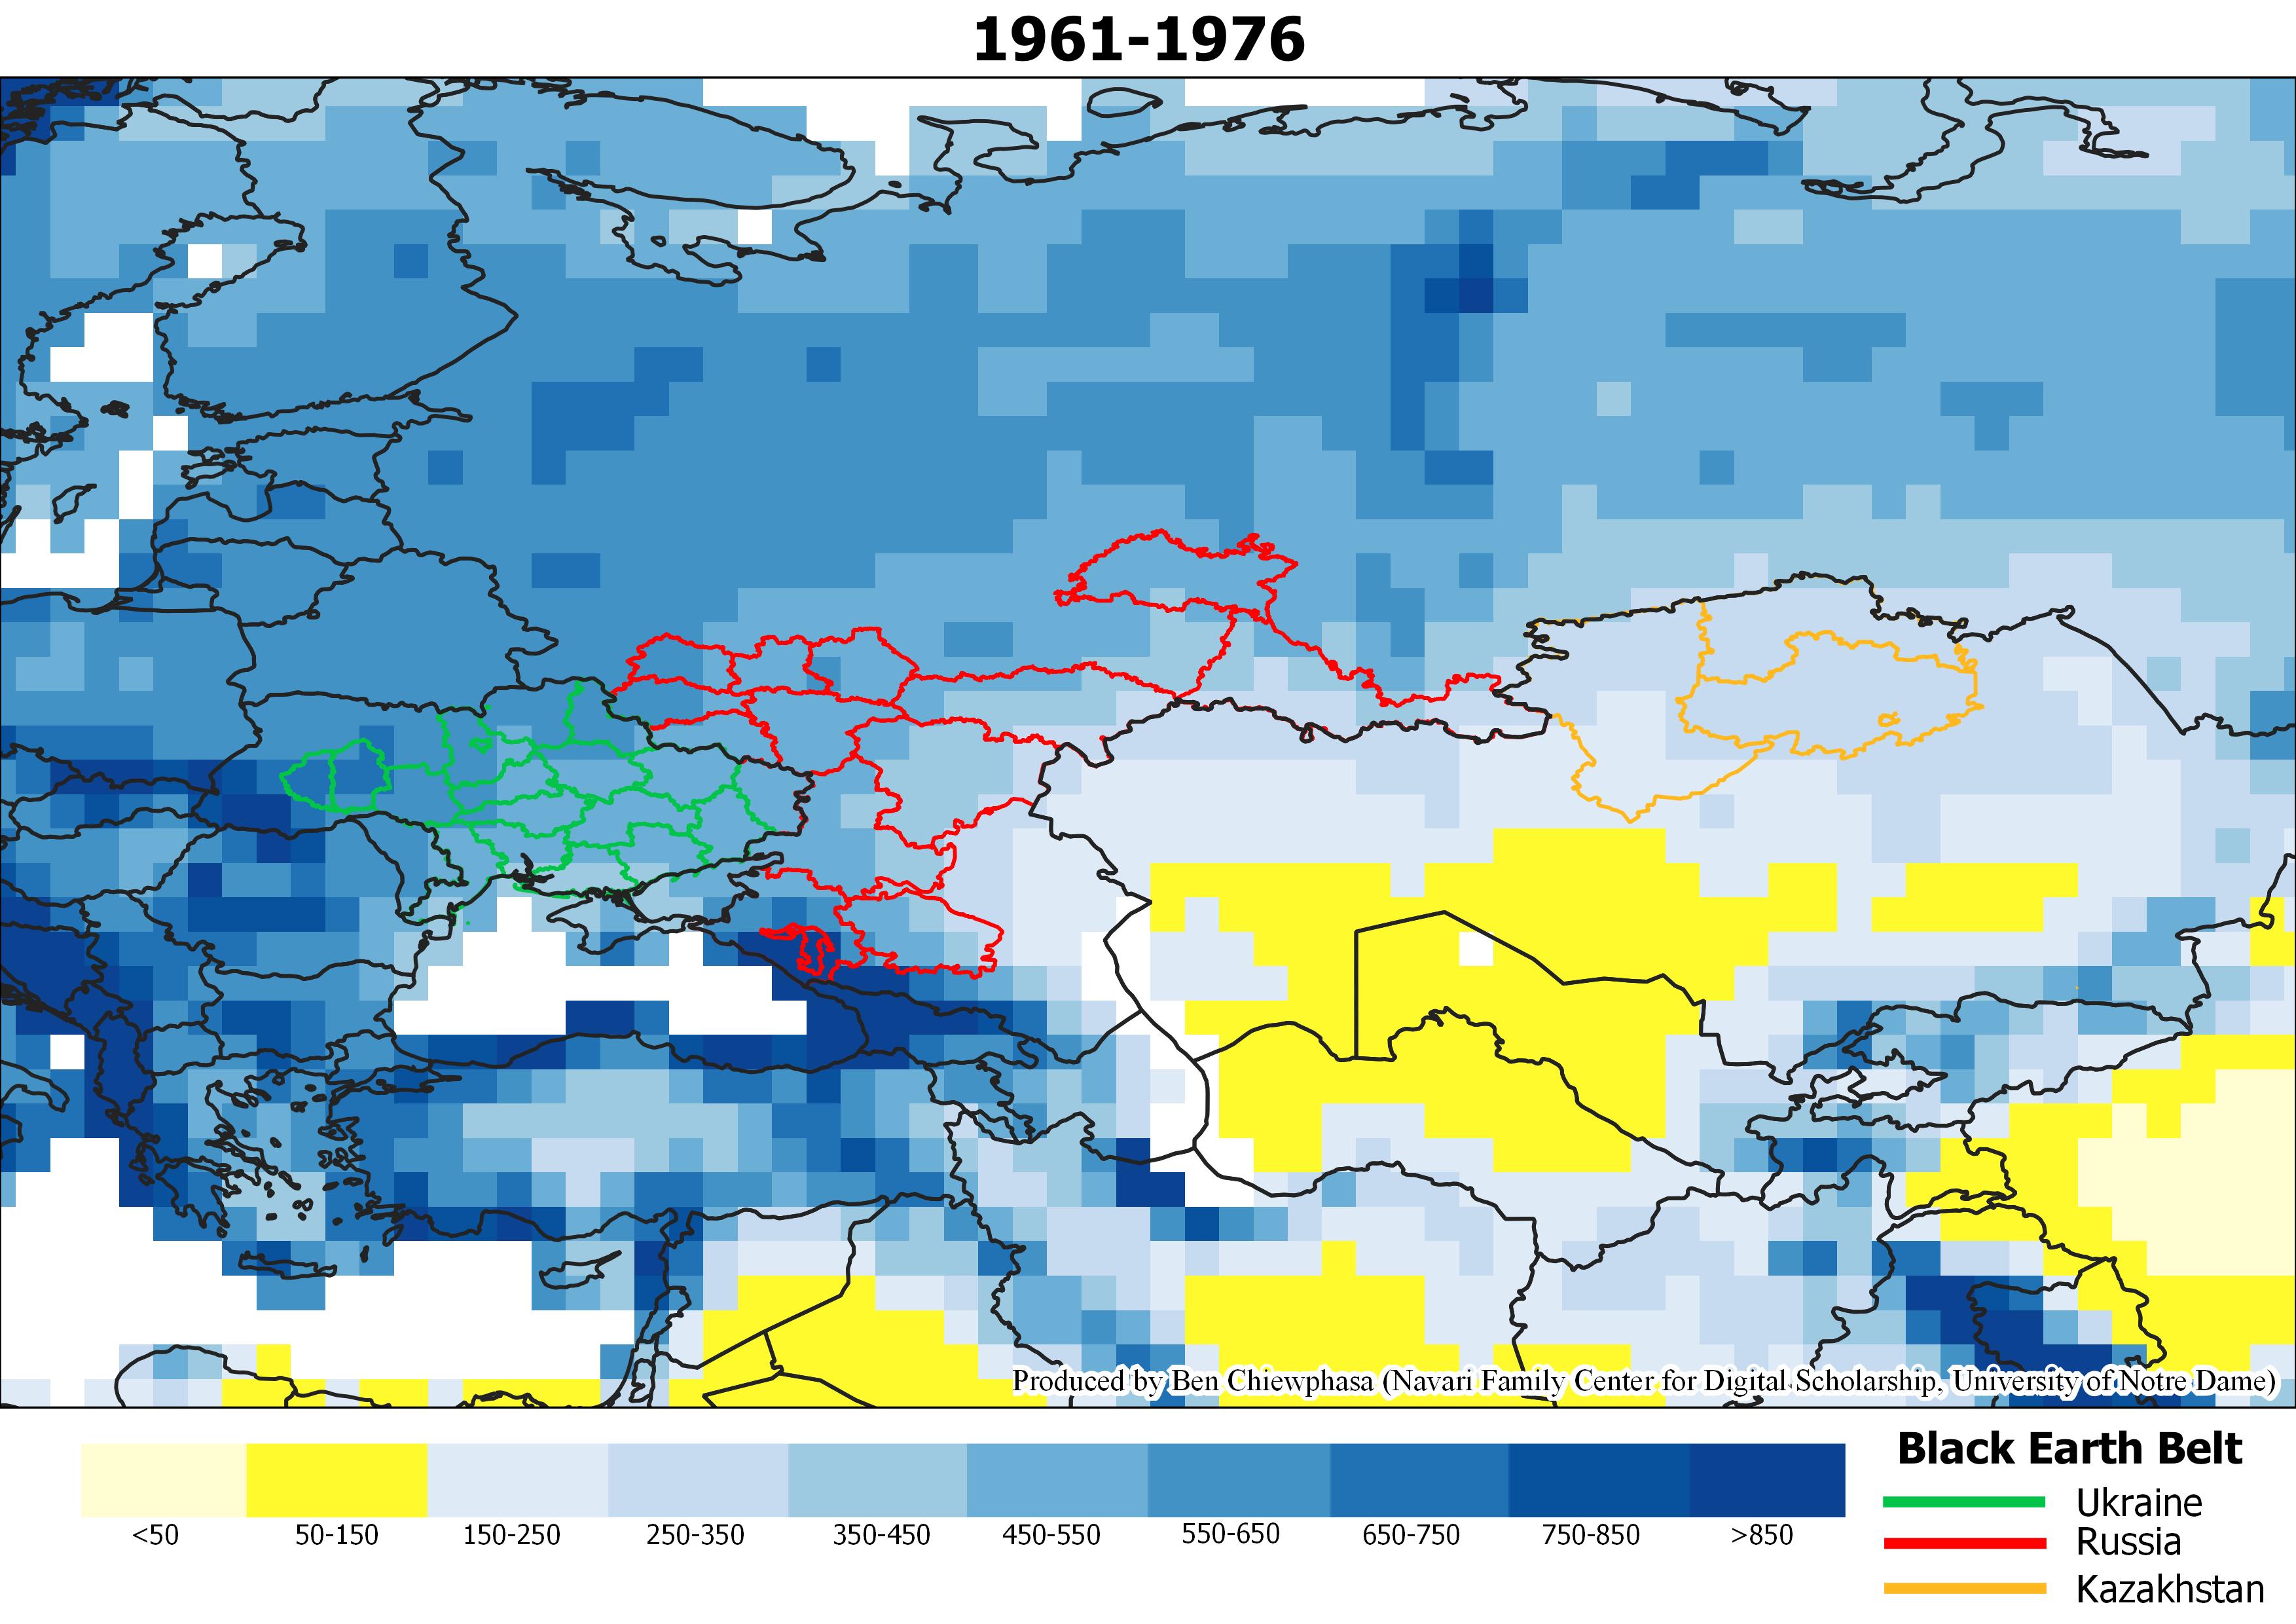 1961-1976
Produced by Ben Chiewphasa (Navari Family Center for Digital Scholarship, University of Notre Dame)
<50
50-150
150-250
250-350
350-450
450-550
550-650
650-750
750-850
>850
Black Earth Belt
Ukraine
Russia
Kazakhstan